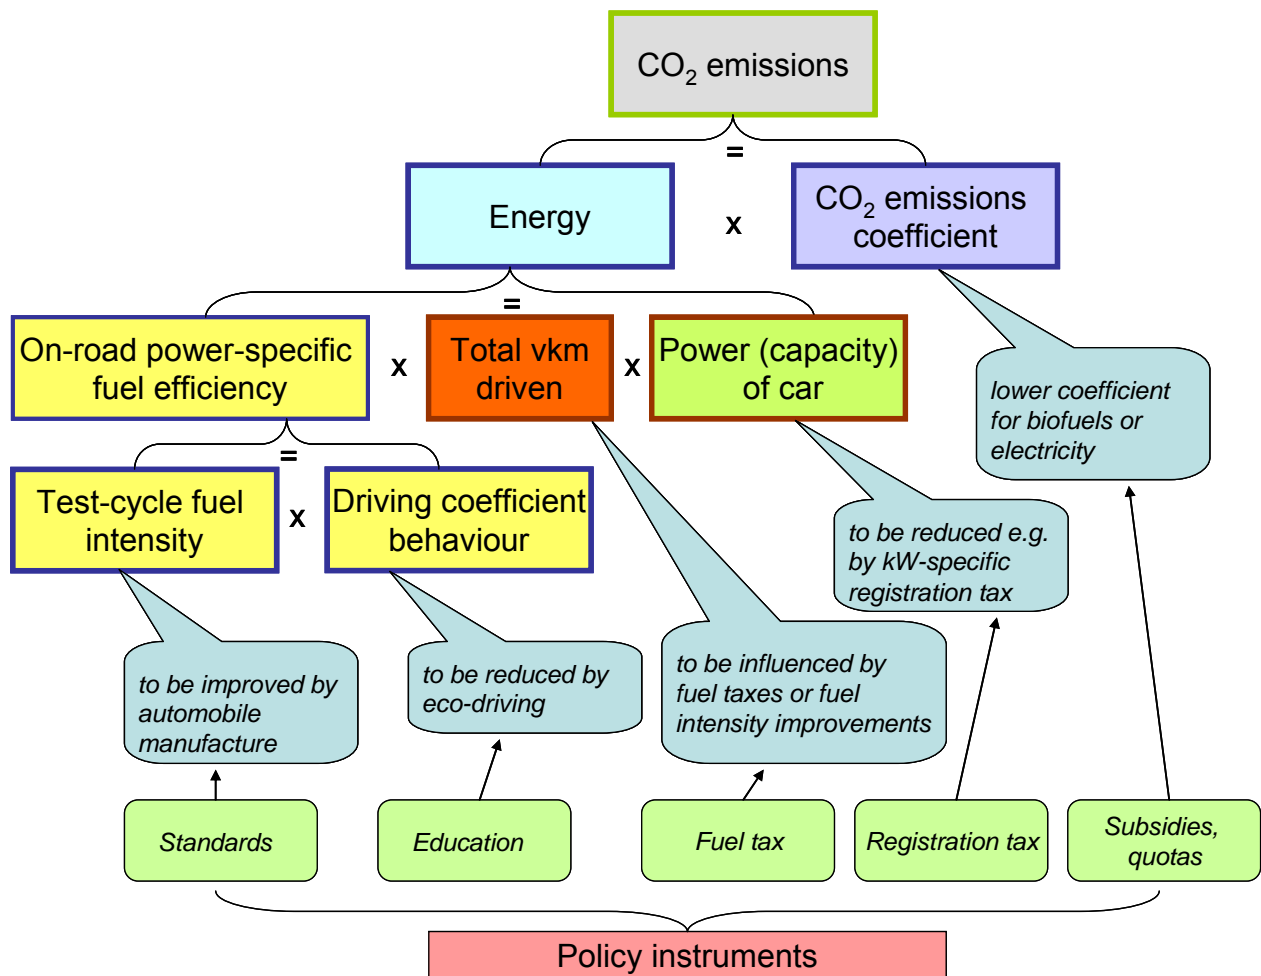 CO₂ emissions
=
Energy
x
CO₂ emissions
coefficient
=
On-road power-specific
fuel efficiency
x
Total vkm
driven
x
Power (capacity)
of car
lower coefficient
for biofuels or
electricity
=
Test-cycle fuel
intensity
x
Driving coefficient
behaviour
to be reduced e.g.
by kW-specific
registration tax
to be improved by
automobile
manufacture
to be reduced by
eco-driving
to be influenced by
fuel taxes or fuel
intensity improvements
Standards
Education
Fuel tax
Registration tax
Subsidies,
quotas
Policy instruments